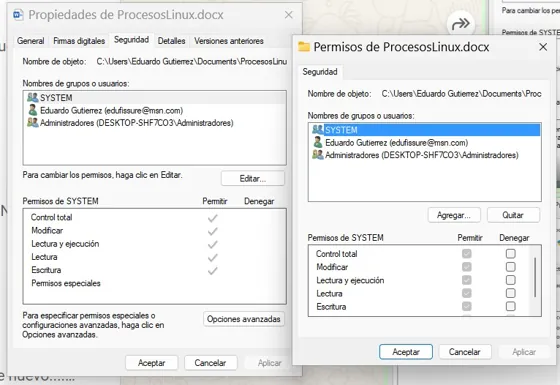 Propiedades de ProcesosLinux.docx
General Firmas digitales Seguridad Detalles Versiones anteriores
Nombre de objeto: C:\Users\Eduardo Gutierrez\Documents\ProcesosLinu
Nombres de grupos o usuarios:
SYSTEM
Eduardo Gutierrez (edufissure@msn.com)
Administradores (DESKTOP-SHF7CO3\Administradores)
Para cambiar los permisos, haga clic en Editar.
Editar...
Permisos de SYSTEM Permitir Denegar
Control total
Modificar
Lectura y ejecución
Lectura
Escritura
Permisos especiales
Para especificar permisos especiales o
configuraciones avanzadas, haga clic en
Opciones avanzadas.
Opciones avanzadas
Aceptar Cancelar Aplicar
e nuevo.......
Para cambiar los pe
Permisos de SYSTEM
Permisos de ProcesosLinux.docx
Seguridad
Nombre de objeto: C:\Users\Eduardo Gutierrez\Documents\Proc
Nombres de grupos o usuarios:
SYSTEM
Eduardo Gutierrez (edufissure@msn.com)
Administradores (DESKTOP-SHF7CO3\Administradores)
Agregar... Quitar
Permisos de SYSTEM Permitir Denegar
Control total
Modificar
Lectura y ejecución
Lectura
Escritura
Aceptar Cancelar Aplicar